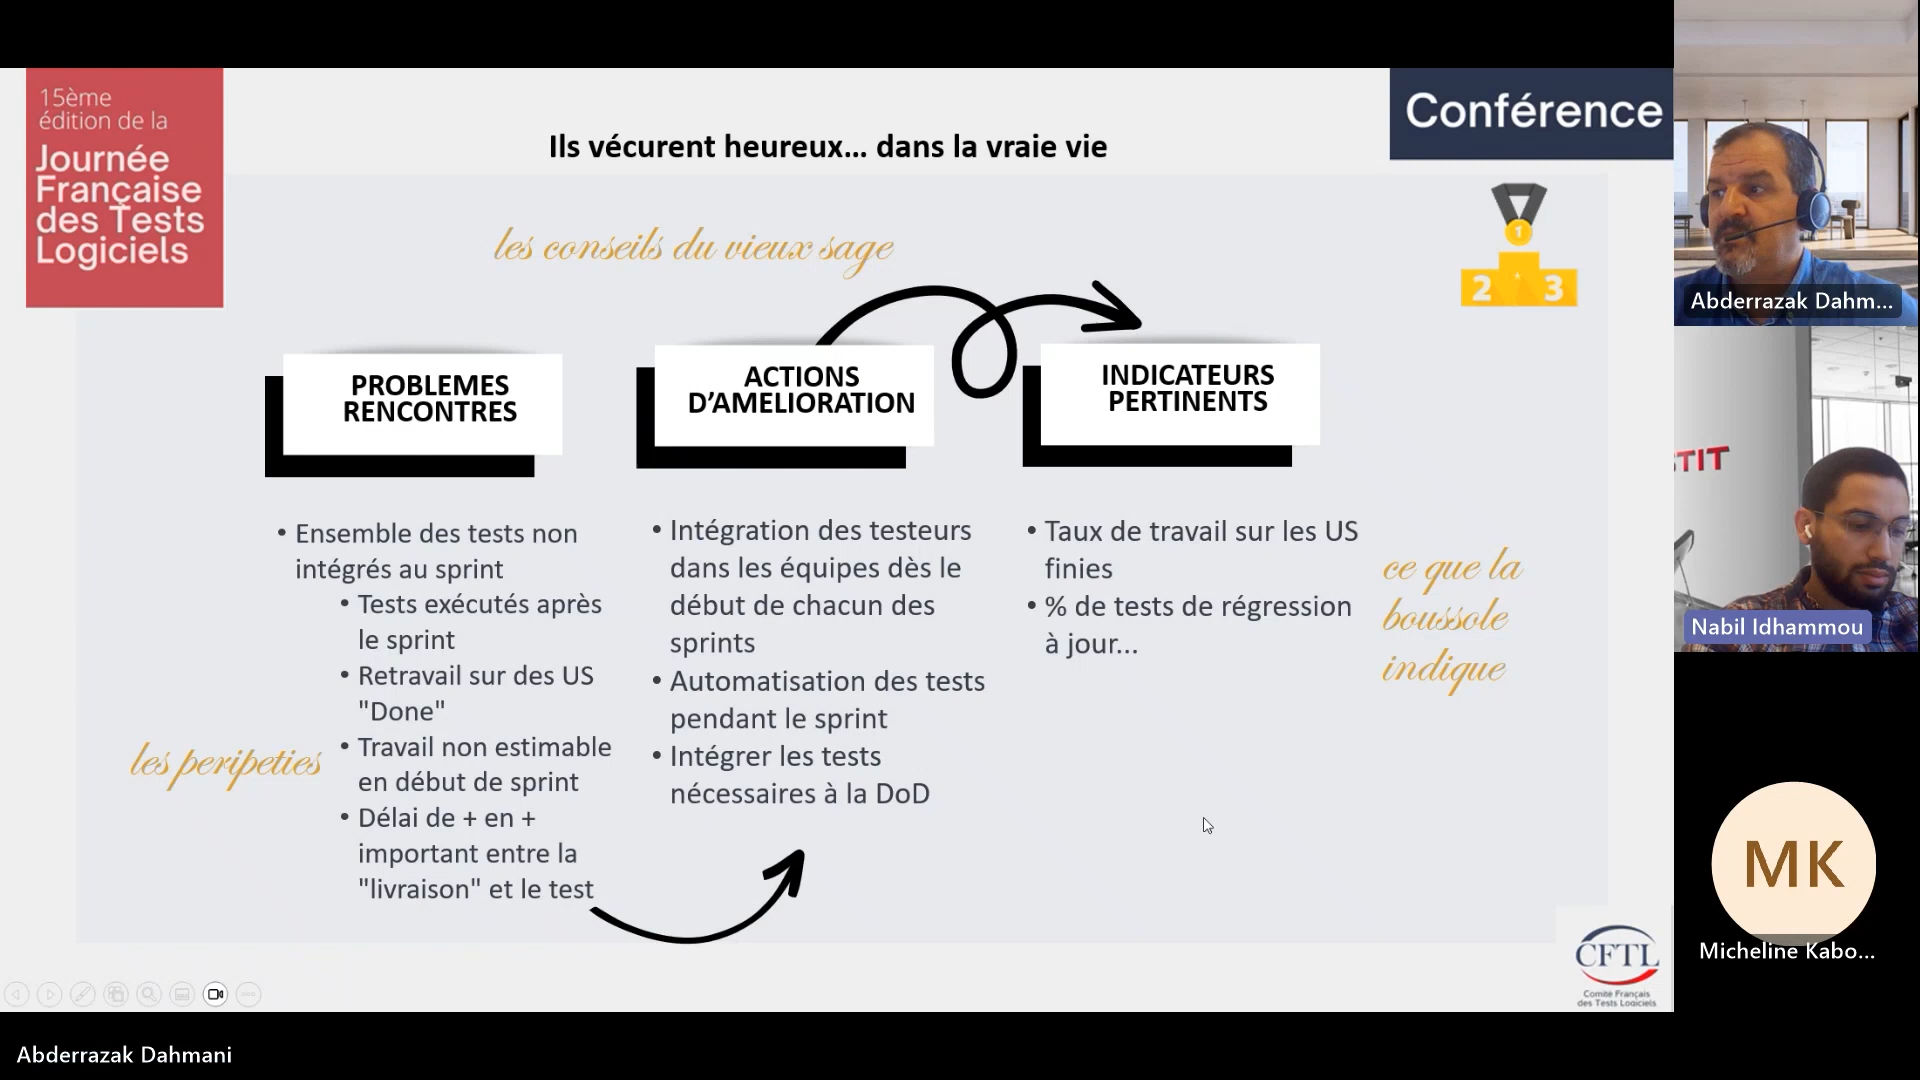 15ème
édition de la
Journée
Française
des Tests
Logiciels
Conférence
Ils vécurent heureux... dans la vraie vie
les conseils du vieux sage
1
2
3
PROBLEMES
RENCONTRES
ACTIONS
D’AMELIORATION
INDICATEURS
PERTINENTS
• Ensemble des tests non
intégrés au sprint
• Tests exécutés après
le sprint
• Retravail sur des US
"Done"
• Travail non estimable
en début de sprint
• Délai de + en +
important entre la
"livraison" et le test
les peripeties
• Intégration des testeurs
dans les équipes dès le
début de chacun des
sprints
• Automatisation des tests
pendant le sprint
• Intégrer les tests
nécessaires à la DoD
• Taux de travail sur les US
finies
• % de tests de régression
à jour...
ce que la
boussole
indique
CFTL
Comité Français
des Tests Logiciels
Abderrazak Dahm...
TIT
Nabil Idhammou
MK
Micheline Kabo...
Abderrazak Dahmani